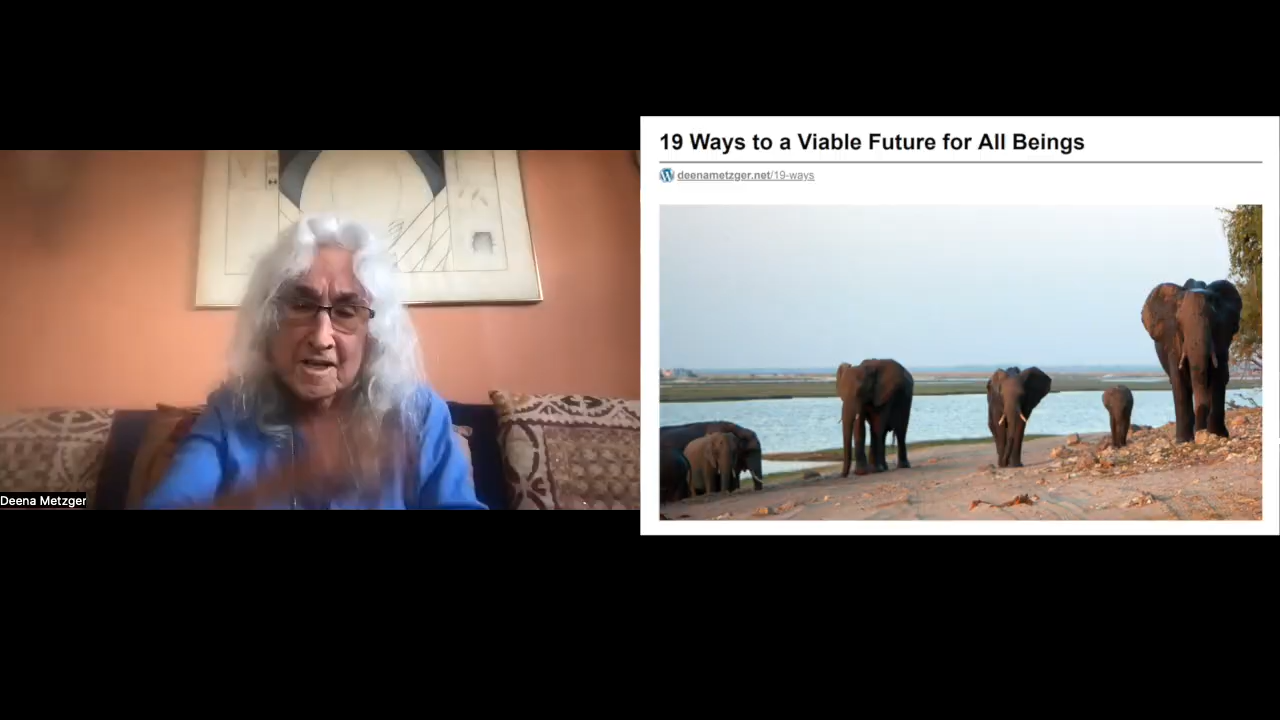 19 Ways to a Viable Future for All Beings
deenametzger.net/19-ways
Deena Metzger